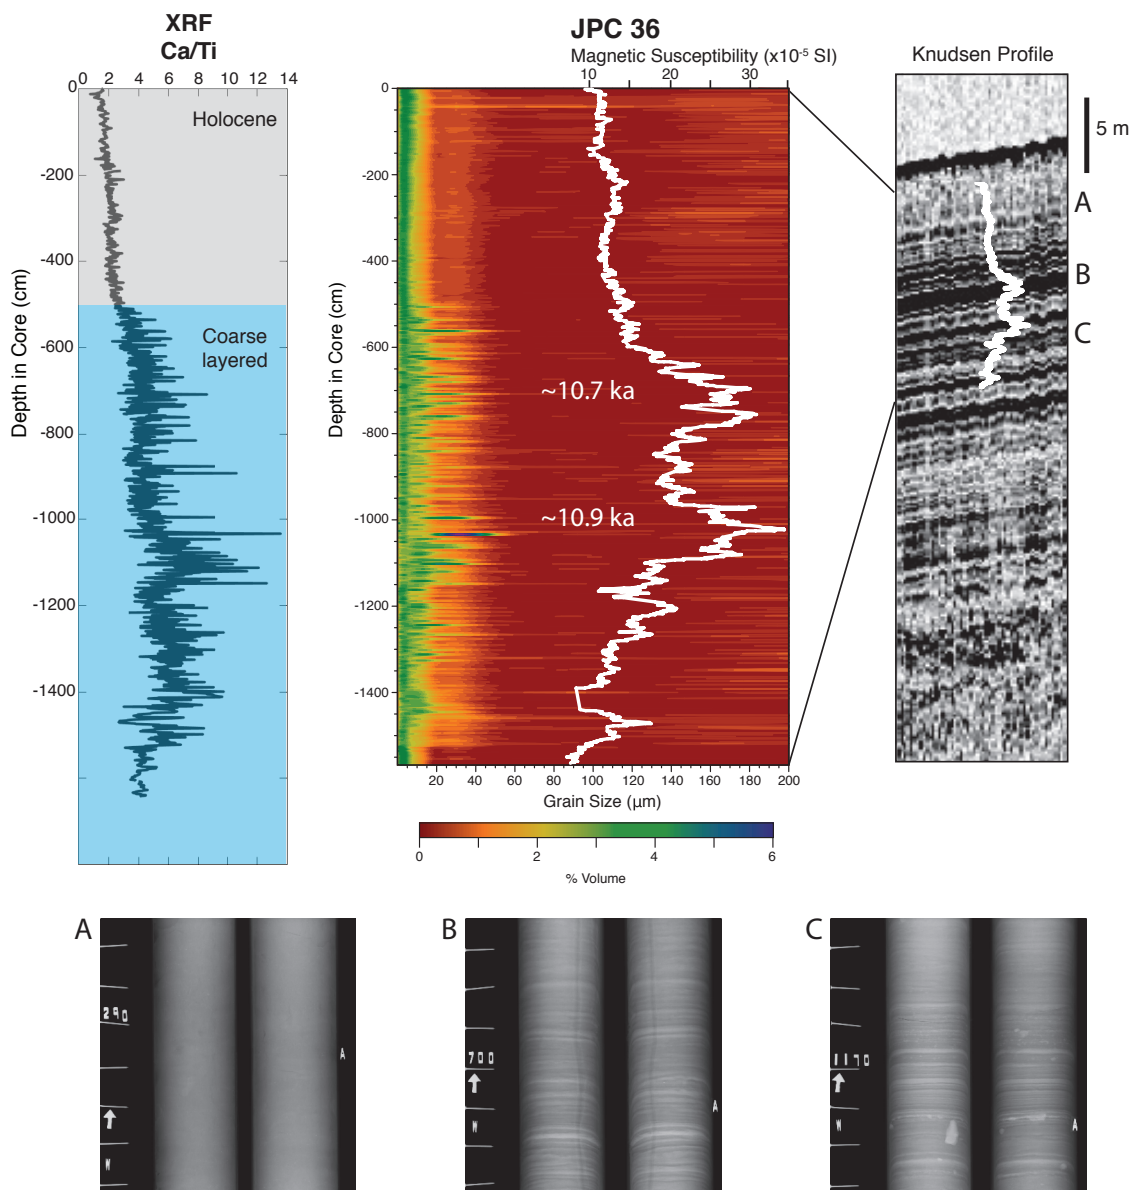 XRF
Ca/Ti
0 2 4 6 8 10 12 14
0
-200
-400
-600
-800
-1000
-1200
-1400
Depth in Core (cm)
Holocene
Coarse
layered
JPC 36
Magnetic Susceptibility (x10⁻⁵ SI)
10 20 30
0
-200
-400
-600
-800
-1000
-1200
-1400
Depth in Core (cm)
~10.7 ka
~10.9 ka
20 40 60 80 100 120 140 160 180 200
Grain Size (µm)
0 2 4 6
% Volume
Knudsen Profile
5 m
A
B
C
A
290
A
W
B
700
A
W
C
1170
A
W